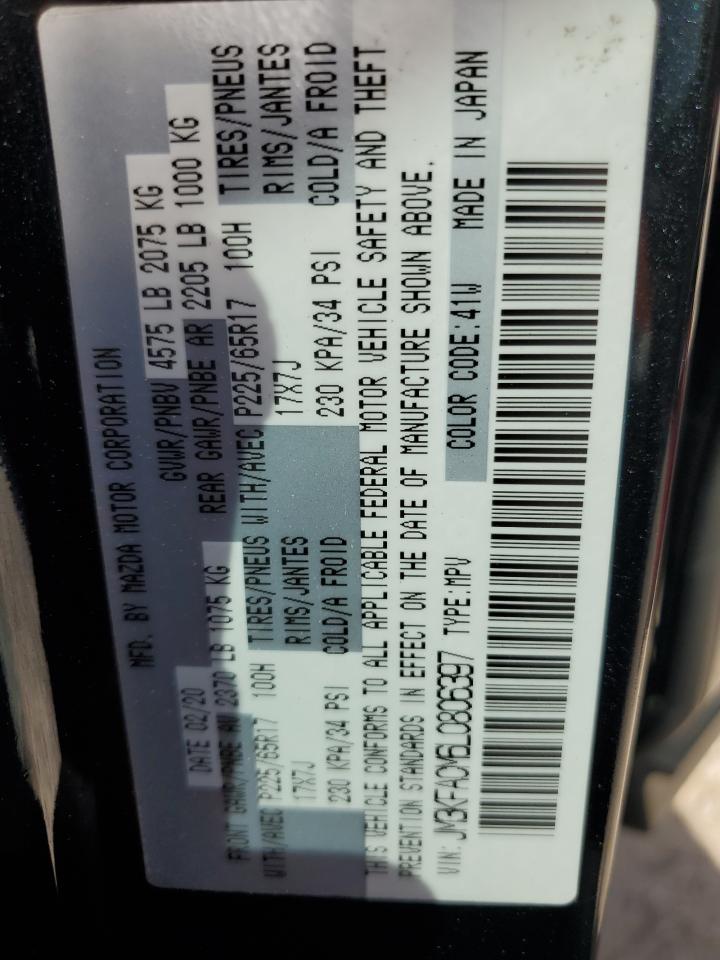 MFD. BY MAZDA MOTOR CORPORATION
DATE 02/20 GVWR/PNBV 4575 LB 2075 KG
FRONT GAWR/PNBE AV 2370 LB 1075 KG REAR GAWR/PNBE AR 2205 LB 1000 KG
WITH/AVEC P225/65R17 100H TIRES/PNEUS WITH/AVEC P225/65R17 100H TIRES/PNEUS
17X7J RIMS/JANTES 17X7J RIMS/JANTES
230 KPA/34 PSI COLD/A FROID 230 KPA/34 PSI COLD/A FROID
THIS VEHICLE CONFORMS TO ALL APPLICABLE FEDERAL MOTOR VEHICLE SAFETY AND THEFT
PREVENTION STANDARDS IN EFFECT ON THE DATE OF MANUFACTURE SHOWN ABOVE.
VIN: JM3KFACM6L0806397 TYPE:MPV COLOR CODE:41W MADE IN JAPAN